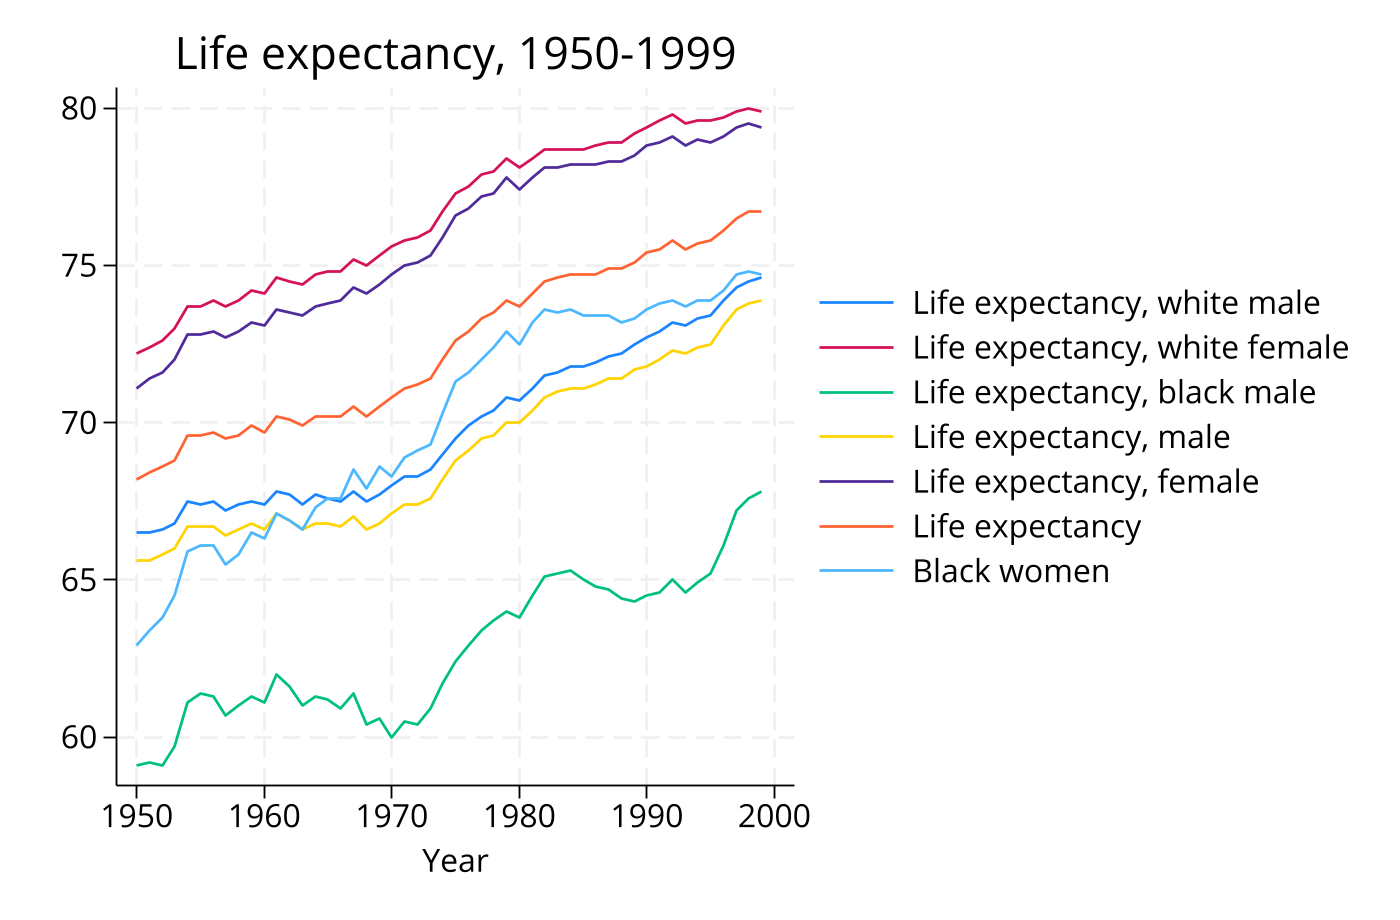 Life expectancy, 1950-1999
80
75
70
65
60
1950 1960 1970 1980 1990 2000
Year
Life expectancy, white male
Life expectancy, white female
Life expectancy, black male
Life expectancy, male
Life expectancy, female
Life expectancy
Black women